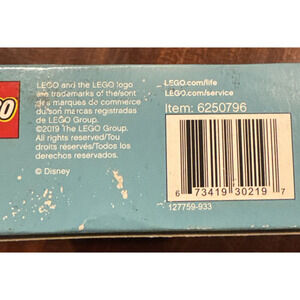 GO
LEGO and the LEGO logo
are trademarks of the/sont
des marques de commerce
du/son marcas registradas
de LEGO Group.
©2019 The LEGO Group.
All rights reserved/Tou
droits réservés/Todos los
derechos reservados.
© Disney
LEGO.com/life
LEGO.com/service
Item: 6250796
6 73419 30219 7
127759-933